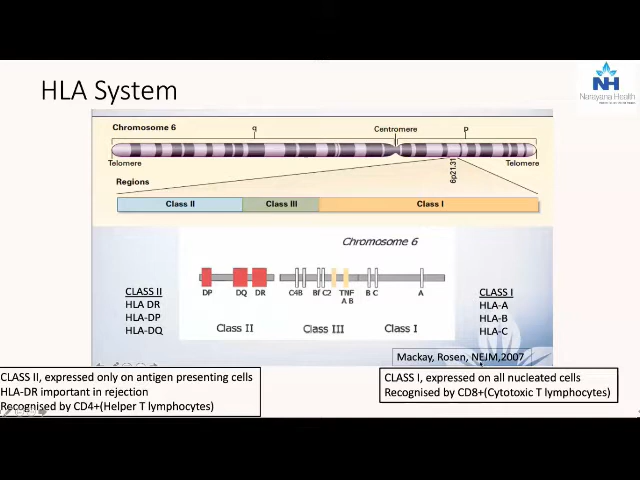 HLA System
NH
Narayana Health
Chromosome 6
q
Centromere
p
Telomere
6p21.31
Telomere
Regions
Class II
Class III
Class I
Chromosome 6
DP
DQ
DR
C4B
Bf
C2
TNF
A B
B C
A
Class II
Class III
Class I
CLASS II
HLA DR
HLA-DP
HLA-DQ
CLASS I
HLA-A
HLA-B
HLA-C
Mackay, Rosen, NEJM,2007
CLASS II, expressed only on antigen presenting cells
HLA-DR important in rejection
Recognised by CD4+(Helper T lymphocytes)
CLASS I, expressed on all nucleated cells
Recognised by CD8+(Cytotoxic T lymphocytes)